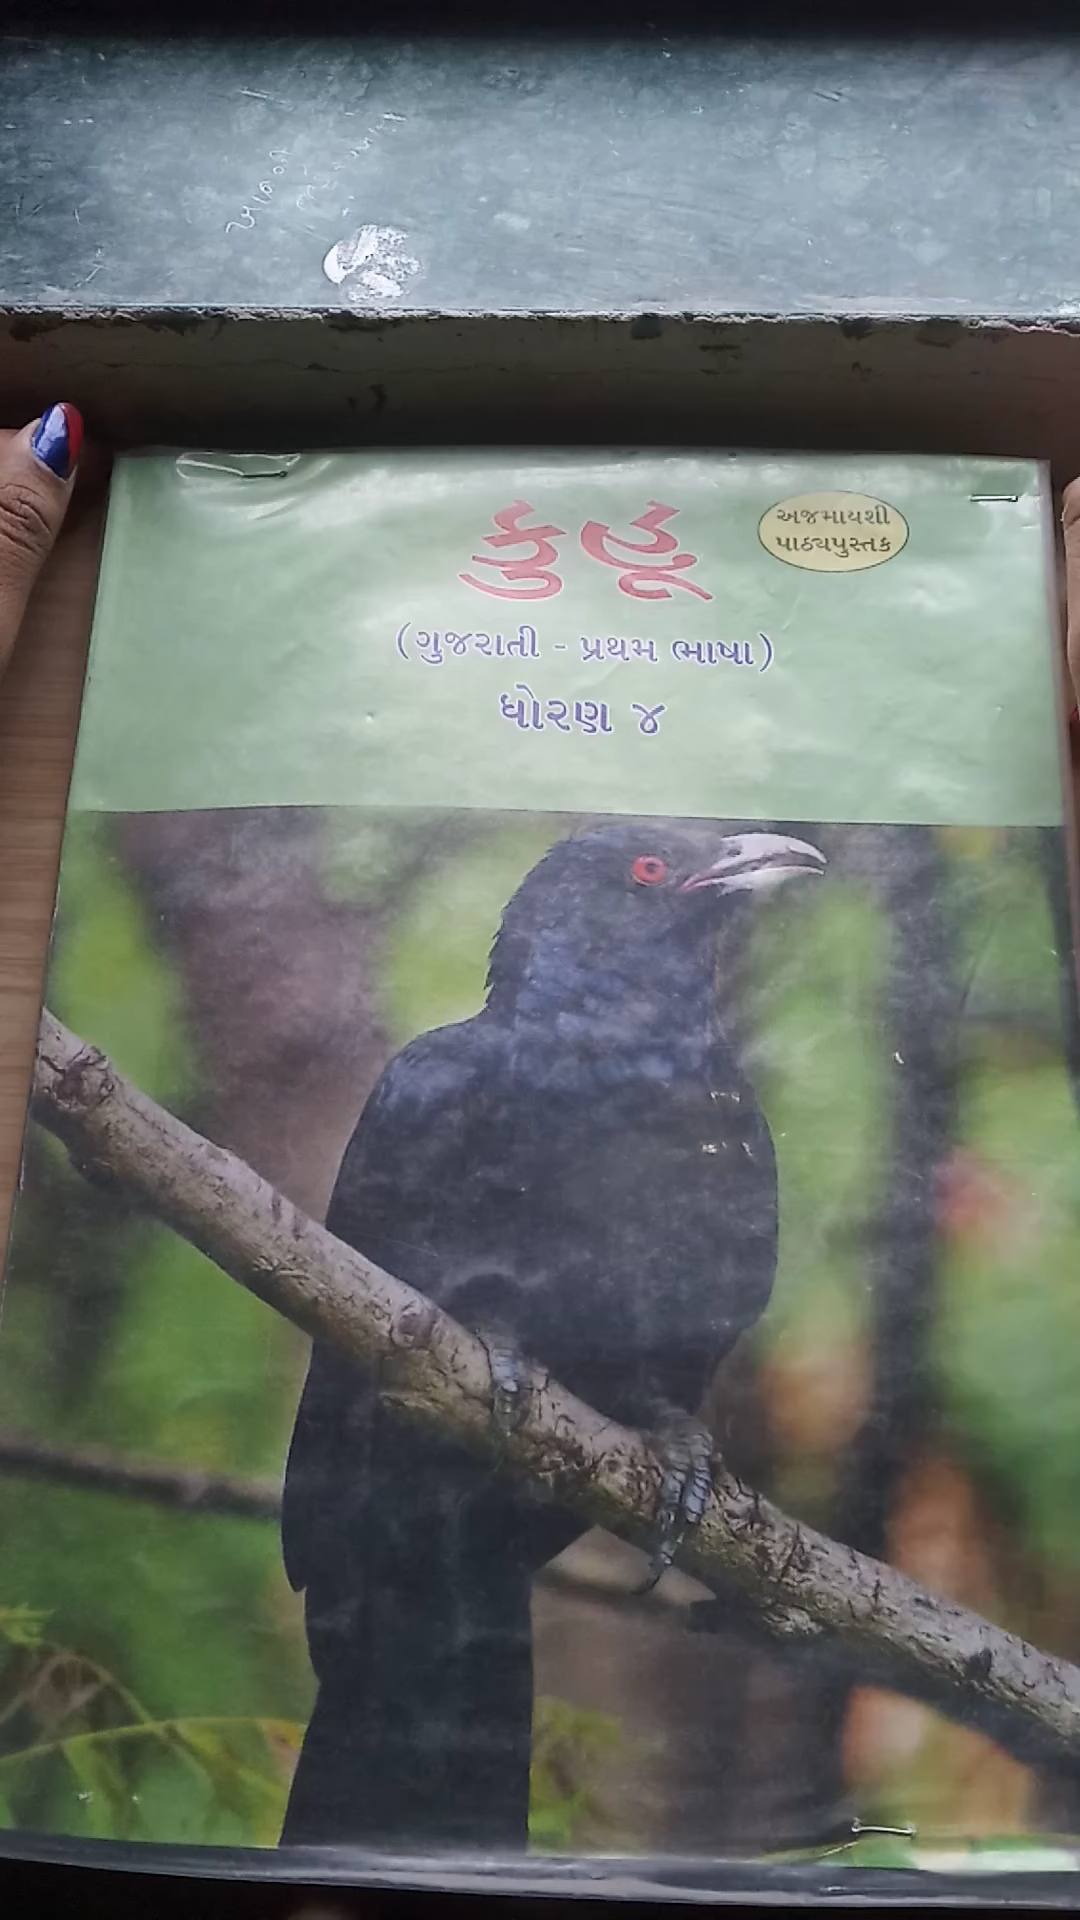 કુહૂ
અજમાયશી
પાઠ્યપુસ્તક
(ગુજરાતી - પ્રથમ ભાષા)
ધોરણ ૪